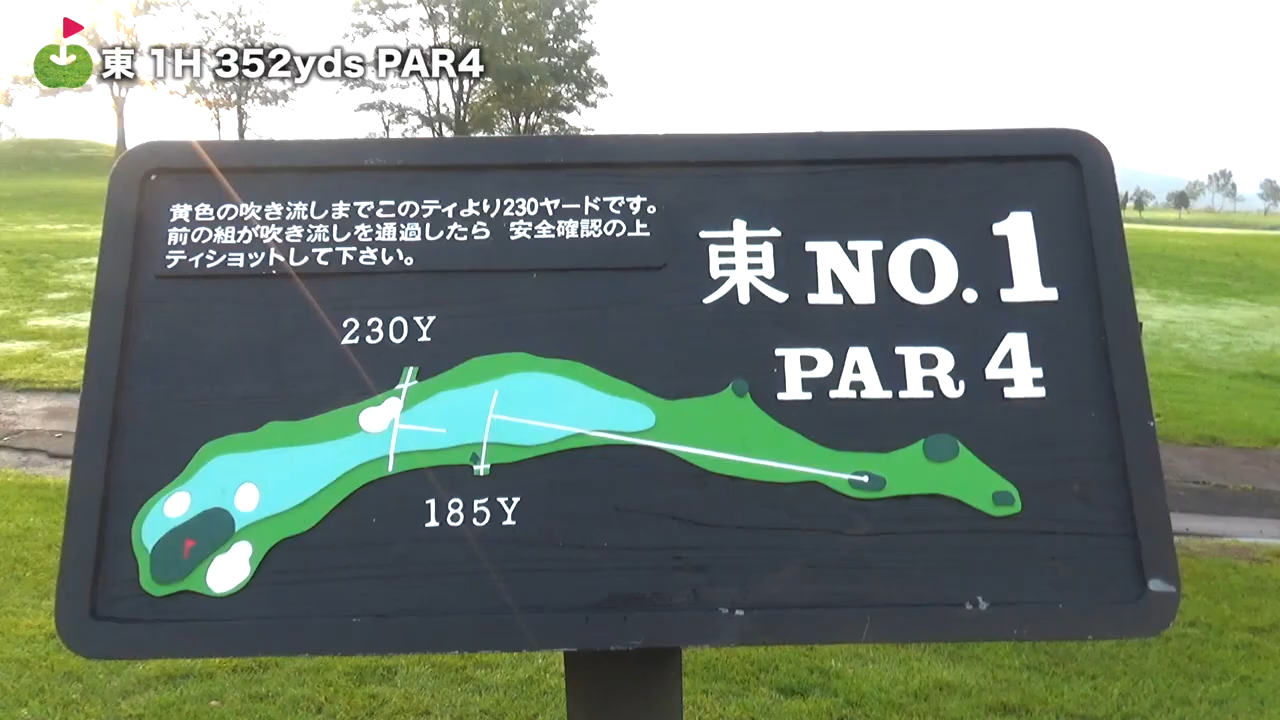 東 1H 352yds PAR4
黄色の吹き流しまでこのティより230ヤードです。
前の組が吹き流しを通過したら 安全確認の上
ティショットして下さい。
東 NO.1
PAR 4
230Y
185Y